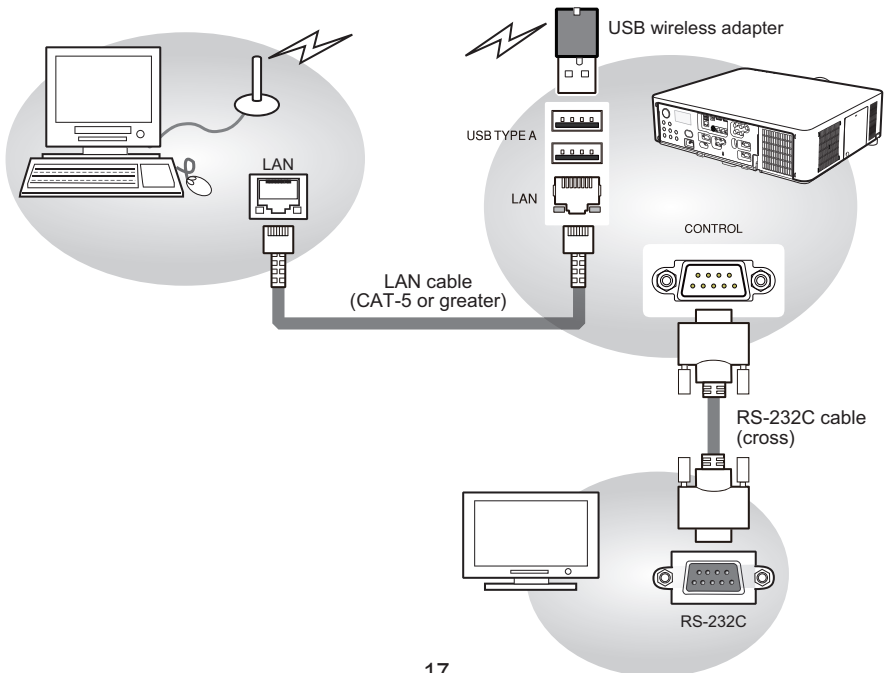 USB wireless adapter
USB TYPE A
LAN
LAN
CONTROL
LAN cable
(CAT-5 or greater)
RS-232C cable
(cross)
RS-232C
17